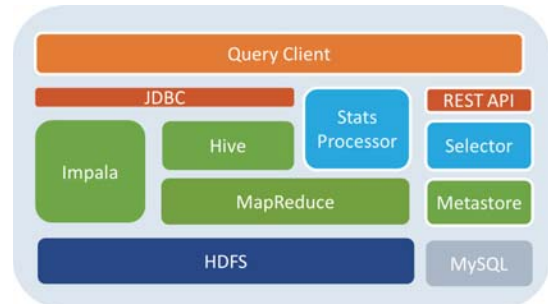 Query Client
JDBC
REST API
Stats
Processor
Impala
Hive
Selector
MapReduce
Metastore
HDFS
MySQL